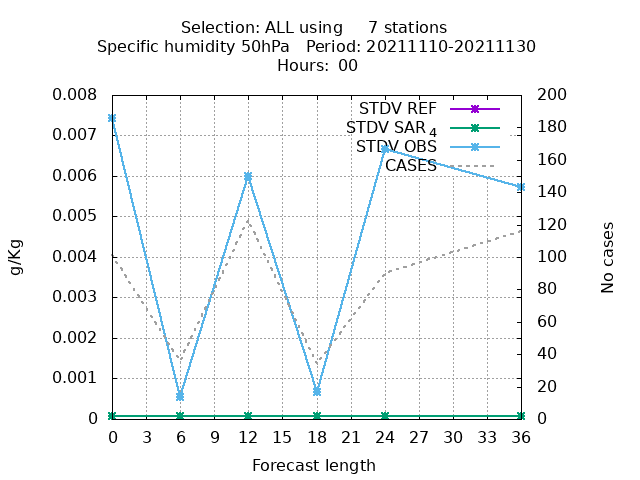 Selection: ALL using 7 stations
Specific humidity 50hPa Period: 20211110-20211130
Hours: 00
STDV REF
STDV SAR 4
STDV OBS
CASES
g/Kg
0.008
0.007
0.006
0.005
0.004
0.003
0.002
0.001
0
200
180
160
140
120
100
80
60
40
20
0
No cases
0 3 6 9 12 15 18 21 24 27 30 33 36
Forecast length